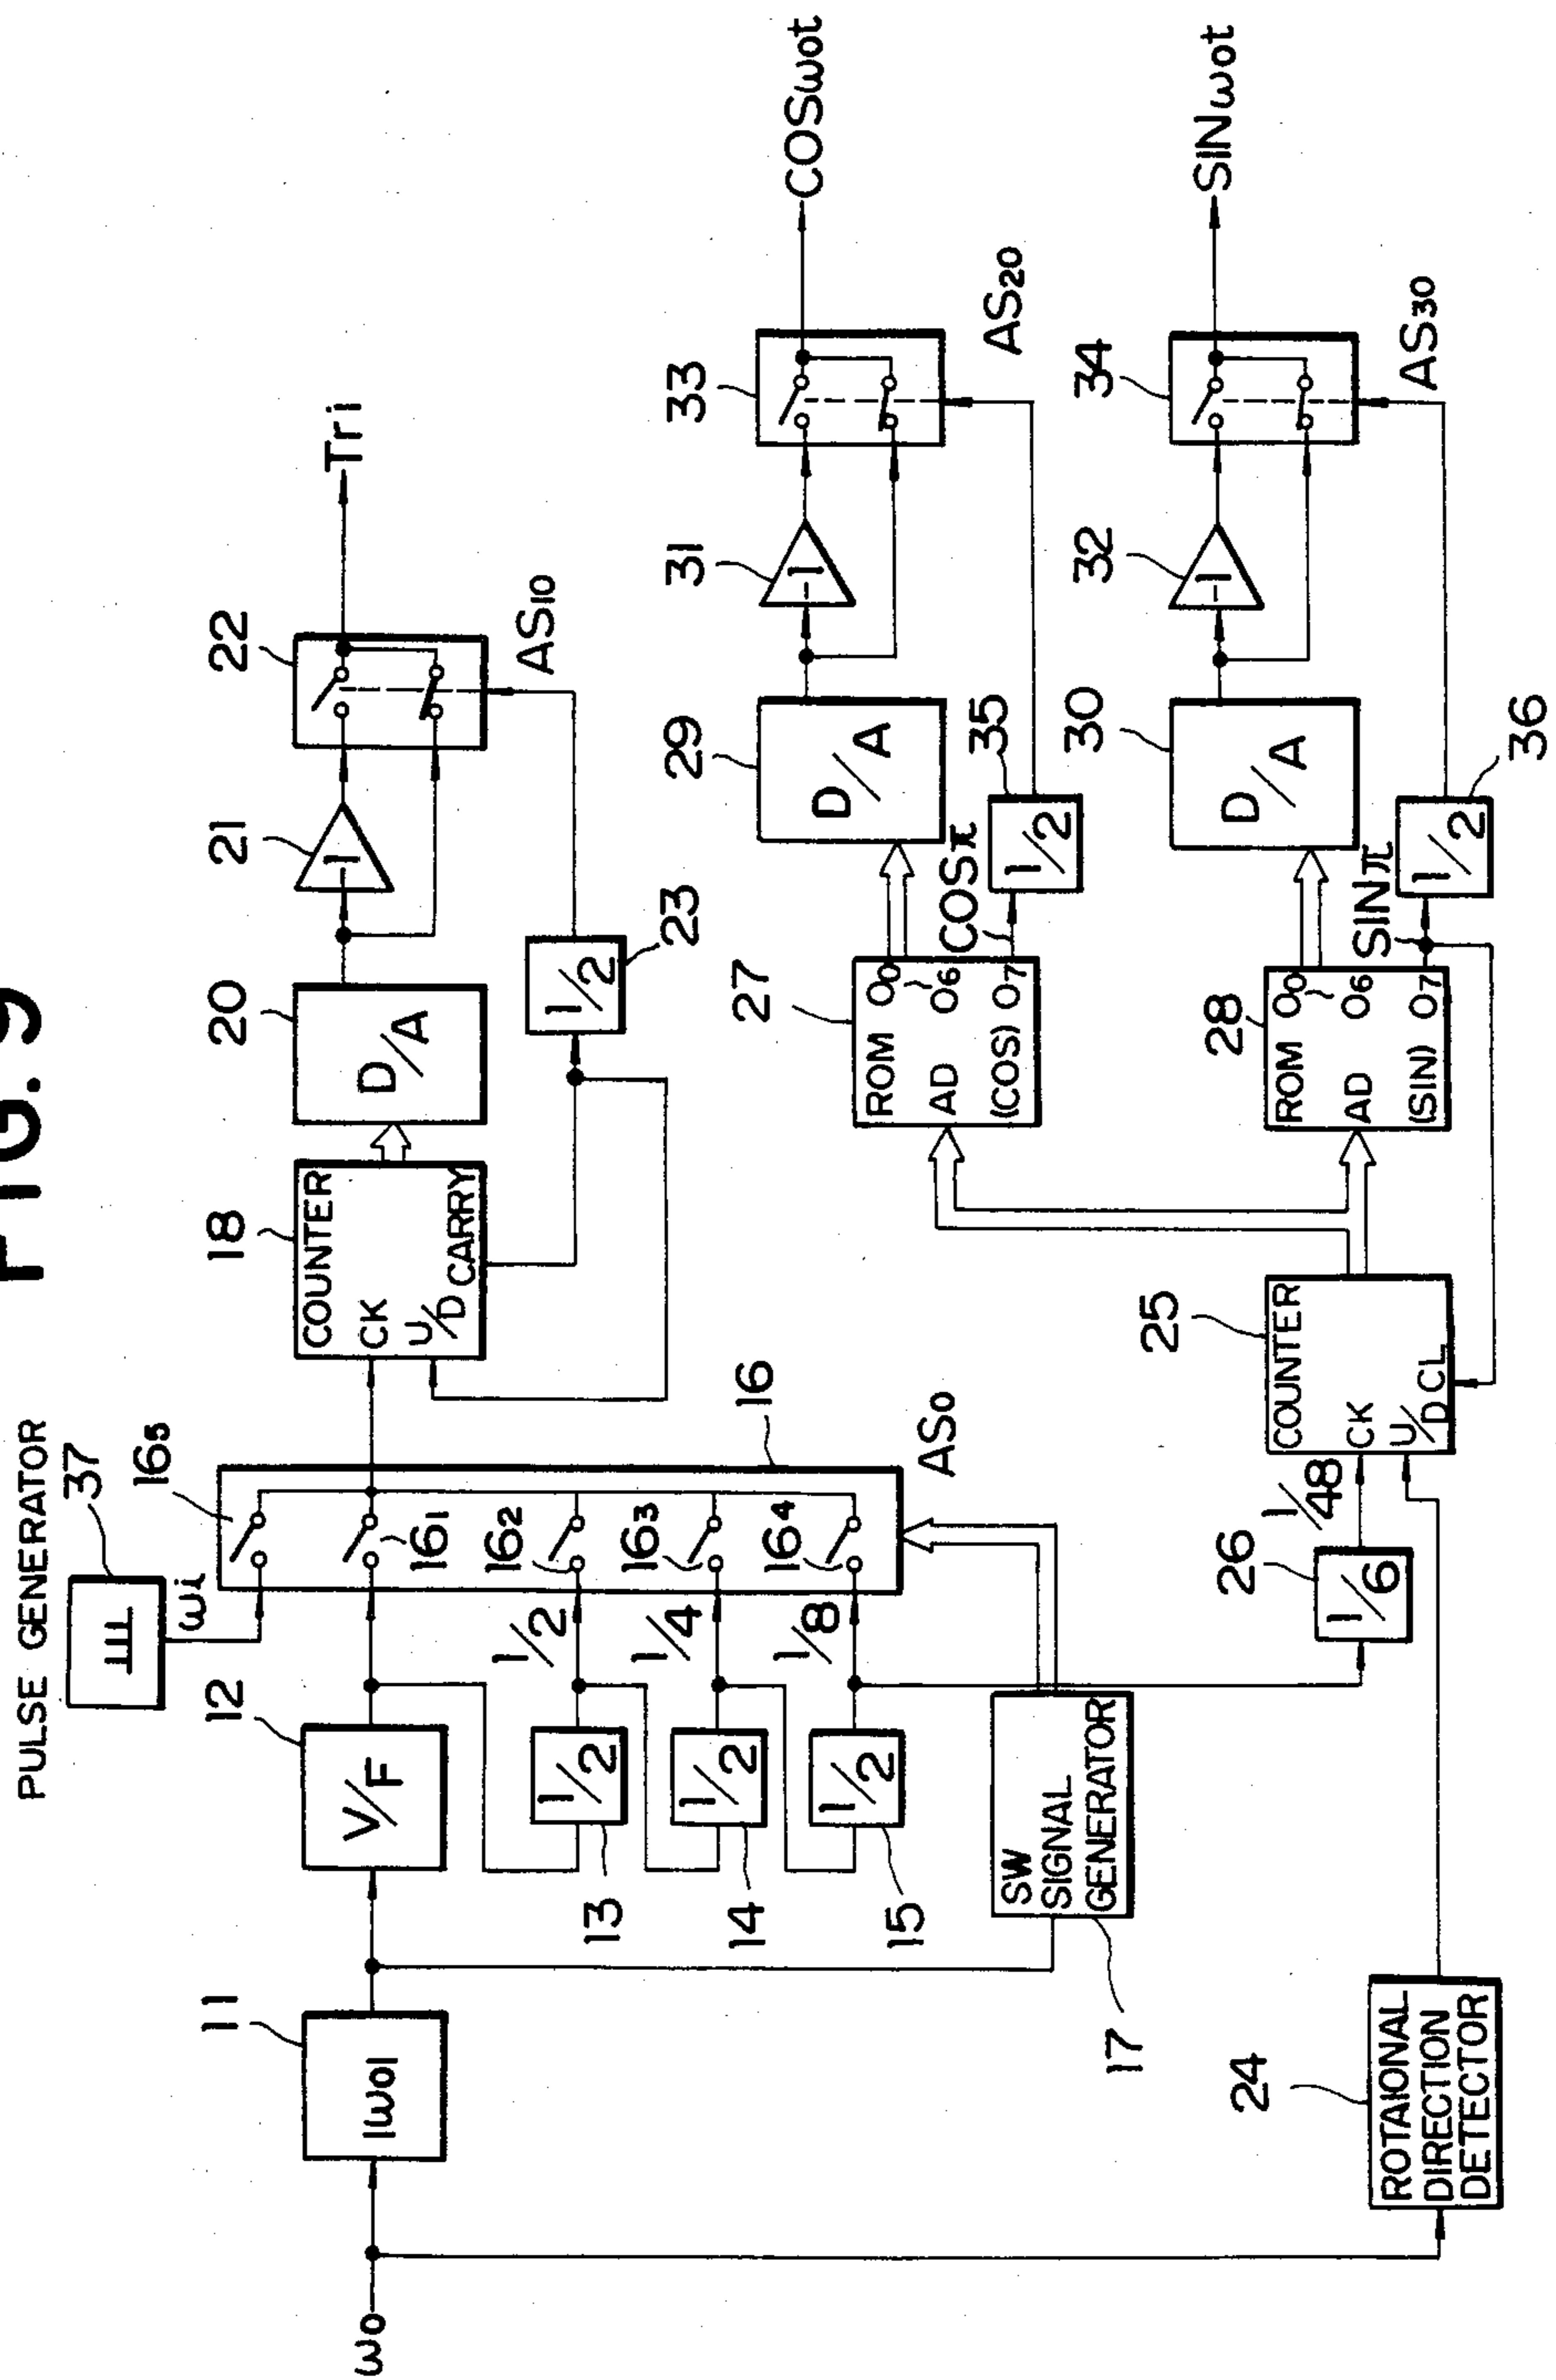 FIG. 9
PULSE GENERATOR
37
ωi
ω0
11
|ω0|
12
V/F
13
1/2
14
1/2
15
1/2
1/2
1/4
1/8
16
165
161
162
163
164
AS0
17
SW
SIGNAL
GENERATOR
18
COUNTER
CK
U/D
CARRY
20
D/A
21
-1
22
Tri
AS10
23
1/2
24
ROTAIONAL
DIRECTION
DETECTOR
26
1/6
1/48
25
COUNTER
CK
U/D
CL
27
ROM O0
~
AD O6
(COS) O7
COSπ
28
ROM O0
~
AD O6
(SIN) O7
SINπ
29
D/A
30
D/A
31
-1
32
-1
33
COSω0t
AS20
34
SINω0t
AS30
35
1/2
36
1/2